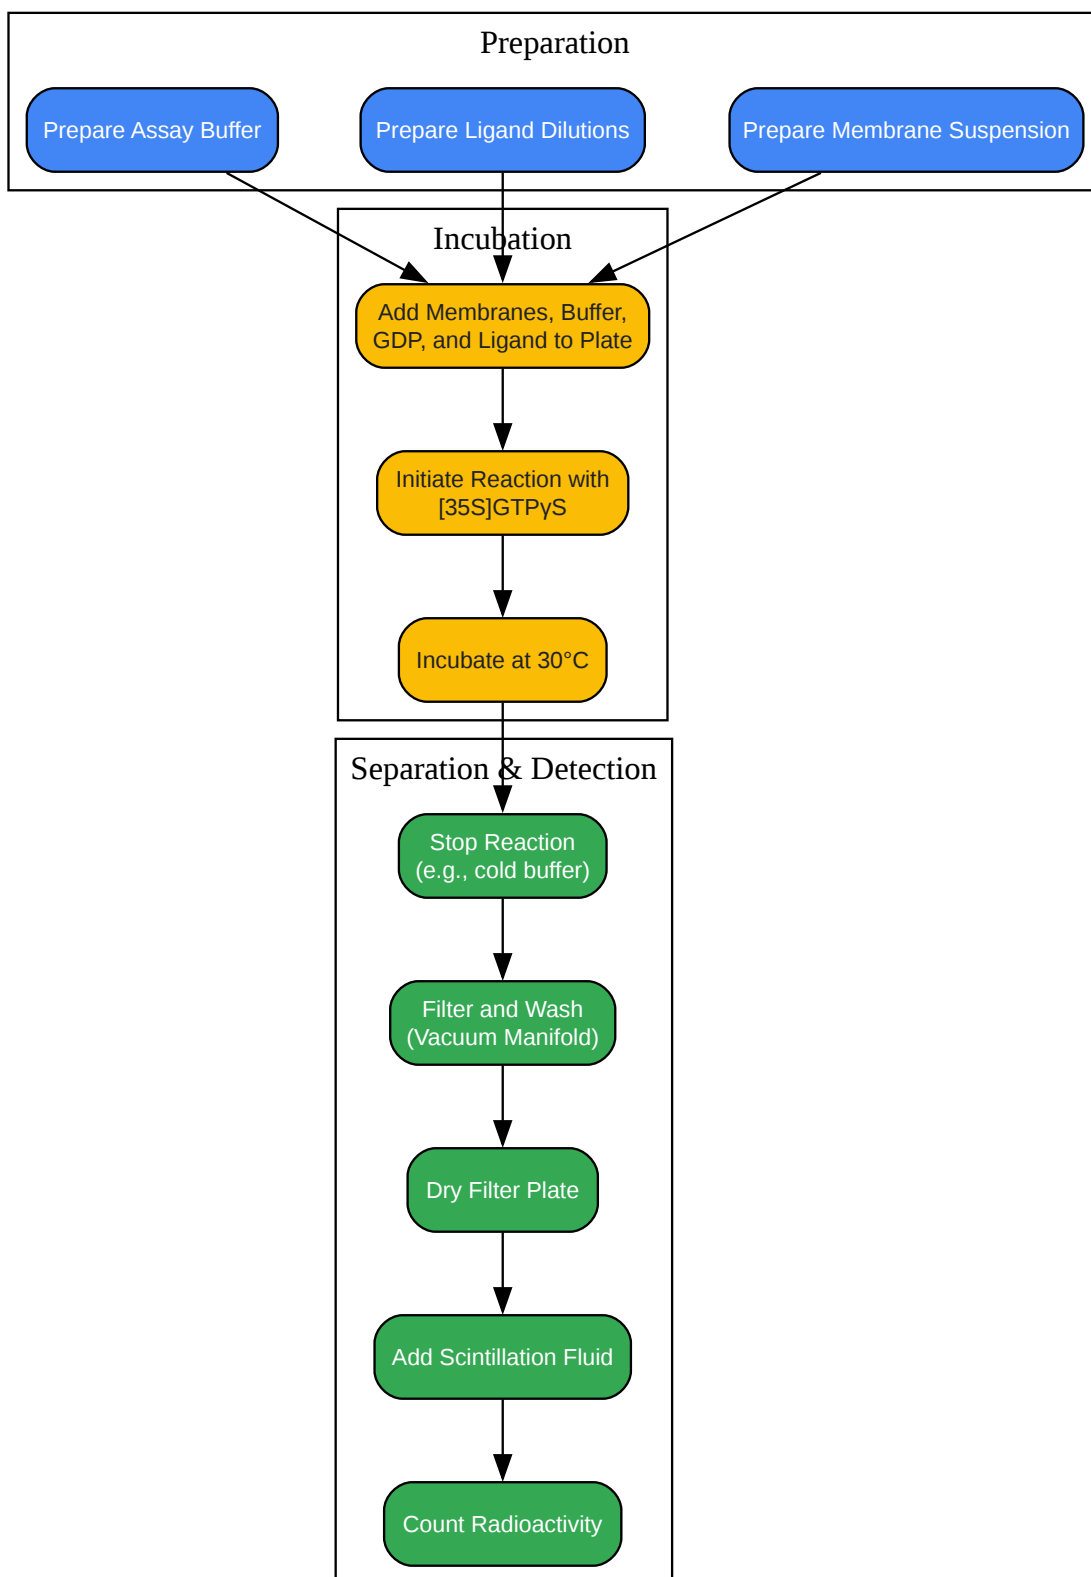 Preparation
Prepare Assay Buffer
Prepare Ligand Dilutions
Prepare Membrane Suspension
Incubation
Add Membranes, Buffer,
GDP, and Ligand to Plate
Initiate Reaction with
[35S]GTPγS
Incubate at 30°C
Separation & Detection
Stop Reaction
(e.g., cold buffer)
Filter and Wash
(Vacuum Manifold)
Dry Filter Plate
Add Scintillation Fluid
Count Radioactivity